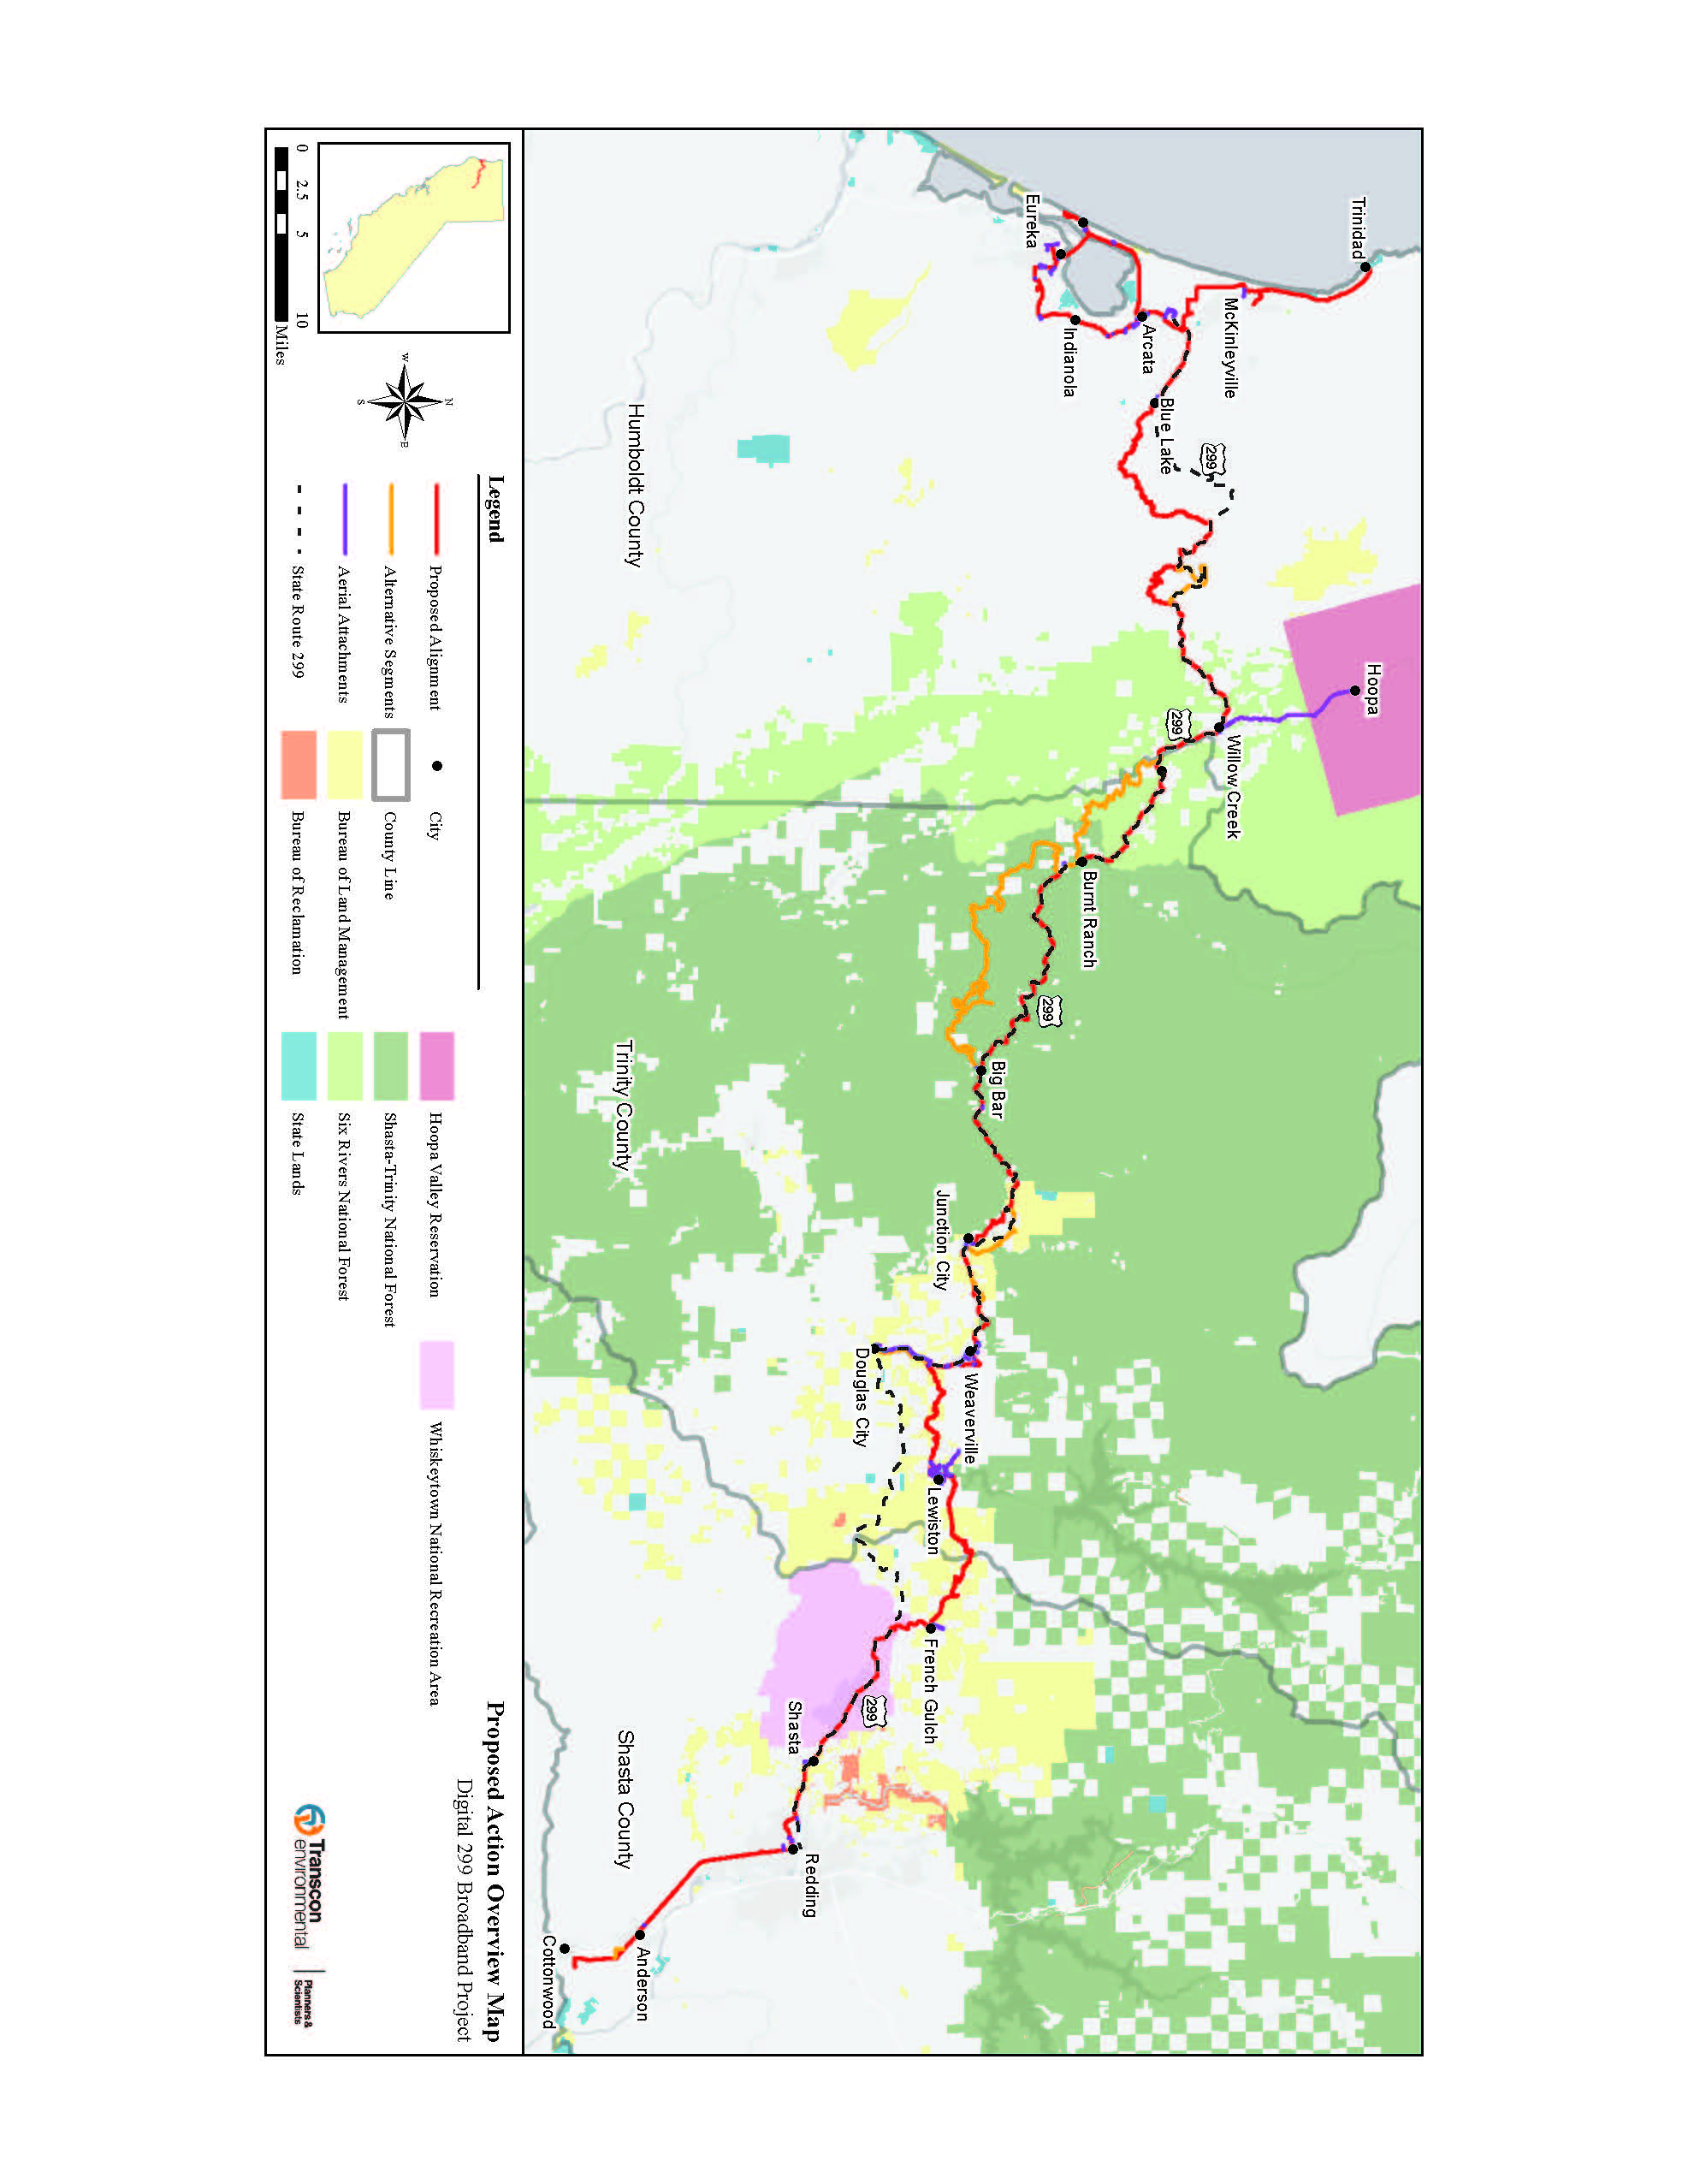 Trinidad
McKinleyville
Arcata
Eureka
Indianola
Blue Lake
299
Hoopa
Willow Creek
299
Burnt Ranch
299
Big Bar
Junction City
Weaverville
Douglas City
Lewiston
French Gulch
299
Shasta
Redding
Anderson
Cottonwood
Humboldt County
Trinity County
Shasta County
0 2.5 5 10
Miles
N
W E
S
Legend
Proposed Alignment
Alternative Segments
Aerial Attachments
State Route 299
City
County Line
Bureau of Land Management
Bureau of Reclamation
Hoopa Valley Reservation
Shasta-Trinity National Forest
Six Rivers National Forest
State Lands
Whiskeytown National Recreation Area
Proposed Action Overview Map
Digital 299 Broadband Project
Transcon
environmental
Planners &
Scientists